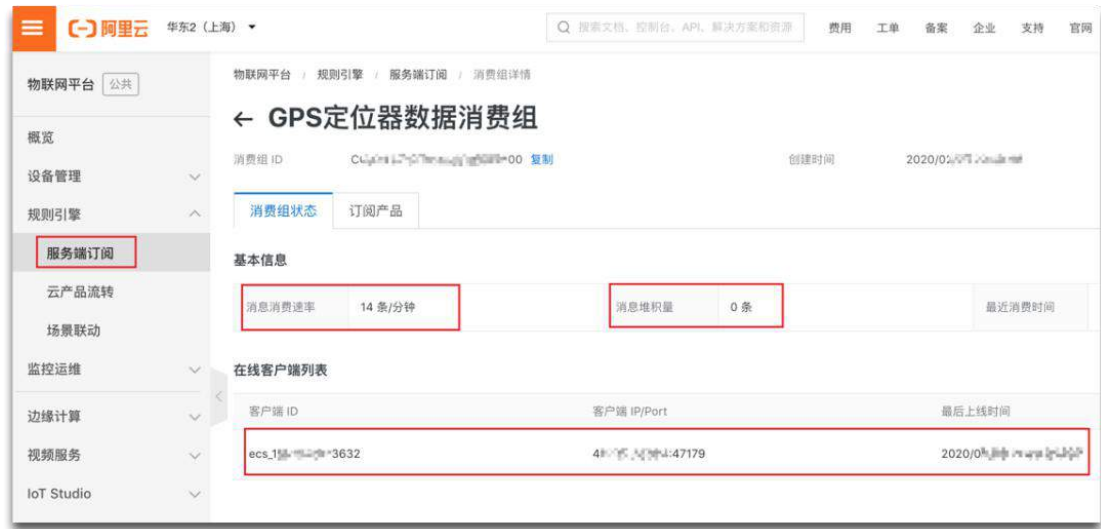 阿里云 华东2（上海）
搜索文档、控制台、API、解决方案和资源 费用 工单 备案 企业 支持 官网
物联网平台 公共
物联网平台 / 规则引擎 / 服务端订阅 / 消费组详情
概览
设备管理
规则引擎
服务端订阅
云产品流转
场景联动
监控运维
边缘计算
视频服务
IoT Studio
← GPS定位器数据消费组
消费组 ID 复制 创建时间
消费组状态 订阅产品
基本信息
消息消费速率 14 条/分钟 消息堆积量 0 条 最近消费时间
在线客户端列表
客户端 ID 客户端 IP/Port 最后上线时间